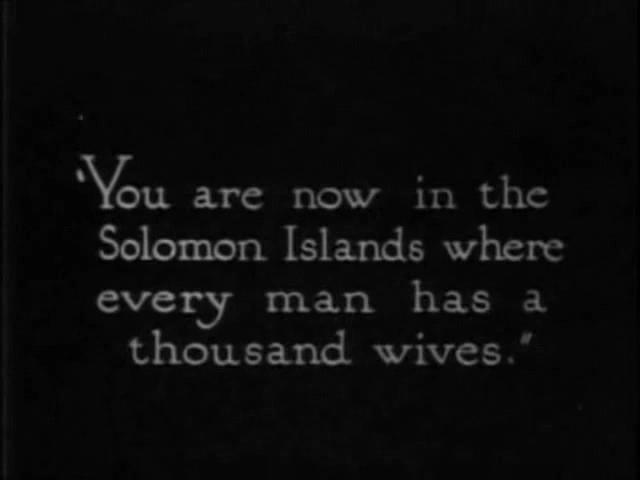 "You are now in the
Solomon Islands where
every man has a
thousand wives."